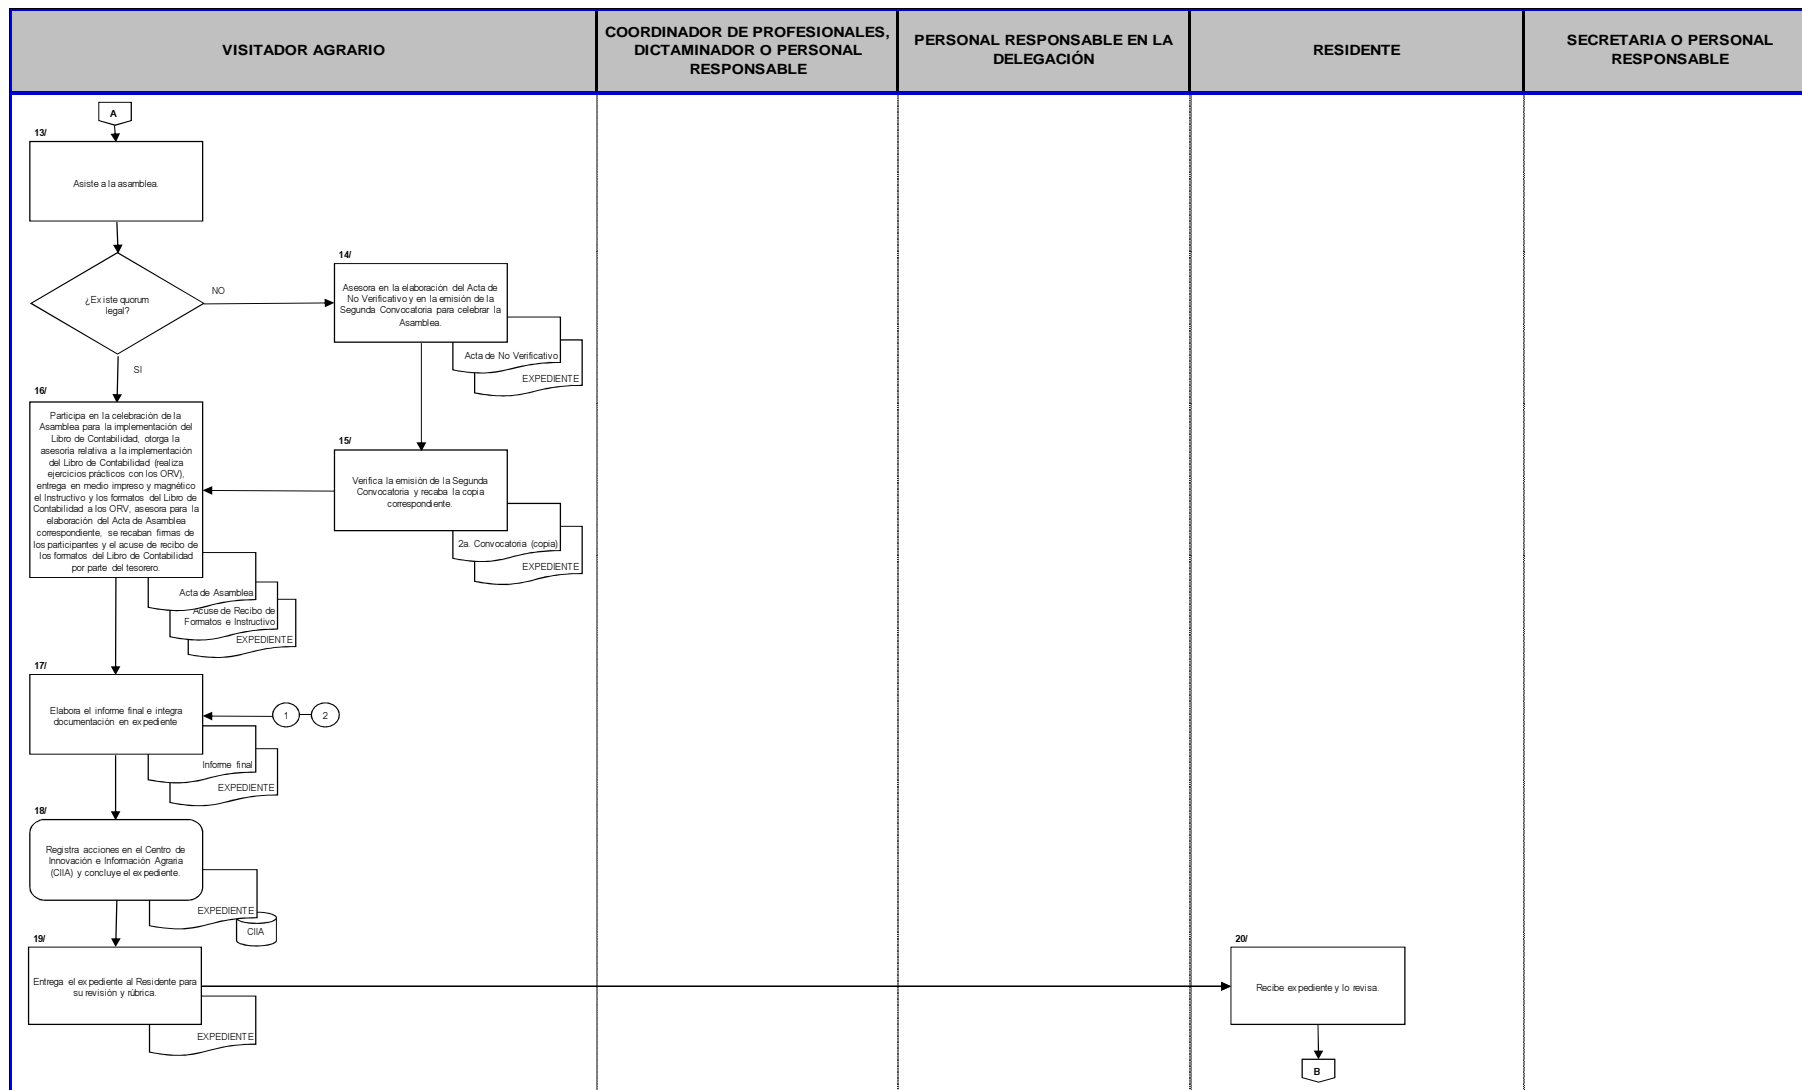 VISITADOR AGRARIO
COORDINADOR DE PROFESIONALES,
DICTAMINADOR O PERSONAL
RESPONSABLE
PERSONAL RESPONSABLE EN LA
DELEGACIÓN
RESIDENTE
SECRETARIA O PERSONAL
RESPONSABLE
A
13/
Asiste a la asamblea.
¿Existe quorum
legal?
NO
SI
14/
Asesora en la elaboración del Acta de
No Verificativo y en la emisión de la
Segunda Convocatoria para celebrar la
Asamblea.
Acta de No Verificativo
EXPEDIENTE
15/
Verifica la emisión de la Segunda
Convocatoria y recaba la copia
correspondiente.
2a. Convocatoria (copia)
EXPEDIENTE
16/
Participa en la celebración de la
Asamblea para la implementación del
Libro de Contabilidad, otorga la
asesoría relativa a la implementación
del Libro de Contabilidad (realiza
ejercicios prácticos con los ORV),
entrega en medio impreso y magnético
el Instructivo y los formatos del Libro de
Contabilidad a los ORV, asesora para la
elaboración del Acta de Asamblea
correspondiente, se recaban firmas de
los participantes y el acuse de recibo de
los formatos del Libro de Contabilidad
por parte del tesorero.
Acta de Asamblea
Acuse de Recibo de
Formatos e Instructivo
EXPEDIENTE
17/
Elabora el informe final e integra
documentación en expediente
1
2
Informe final
EXPEDIENTE
18/
Registra acciones en el Centro de
Innovación e Información Agraria
(CIIA) y concluye el expediente.
EXPEDIENTE
CIIA
19/
Entrega el expediente al Residente para
su revisión y rúbrica.
EXPEDIENTE
20/
Recibe expediente y lo revisa.
B